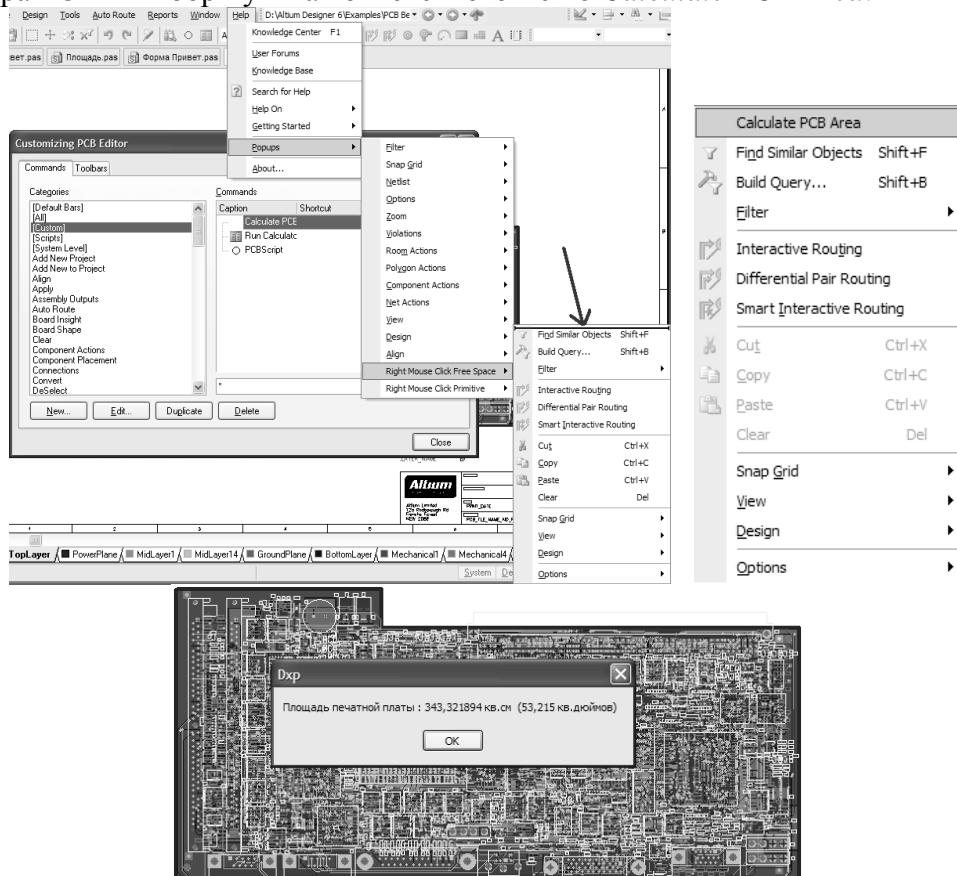 Design Tools Auto Route Reports Window Help D:\Altium Designer 6\Examples\PCB Be
вет.pas Площадь.pas Форма Привет.pas
Knowledge Center F1
User Forums
Knowledge Base
Search for Help
Help On
Getting Started
Popups
About...
Customizing PCB Editor
Commands Toolbars
Categories
[Default Bars]
[All]
[Custom]
[Scripts]
[System Level]
Add New Project
Add New to Project
Align
Apply
Assembly Outputs
Auto Route
Board Insight
Board Shape
Clear
Component Actions
Component Placement
Connections
Convert
DeSelect
Commands
Caption Shortcut
Calculate PCE
Run Calculatc
PCBScript
*
New... Edit... Duplicate Delete
Close
Filter
Snap Grid
Netlist
Options
Zoom
Violations
Room Actions
Polygon Actions
Component Actions
Net Actions
View
Design
Align
Right Mouse Click Free Space
Right Mouse Click Primitive
Find Similar Objects Shift+F
Build Query... Shift+B
Filter
Interactive Routing
Differential Pair Routing
Smart Interactive Routing
Cut Ctrl+X
Copy Ctrl+C
Paste Ctrl+V
Clear Del
Snap Grid
View
Design
Options
Altium
TopLayer PowerPlane MidLayer1 MidLayer14 GroundPlane BottomLayer Mechanical1 Mechanical4
System De
Calculate PCB Area
Find Similar Objects Shift+F
Build Query... Shift+B
Filter
Interactive Routing
Differential Pair Routing
Smart Interactive Routing
Cut Ctrl+X
Copy Ctrl+C
Paste Ctrl+V
Clear Del
Snap Grid
View
Design
Options
Dxp
Площадь печатной платы : 343,321894 кв.см (53,215 кв.дюймов)
OK